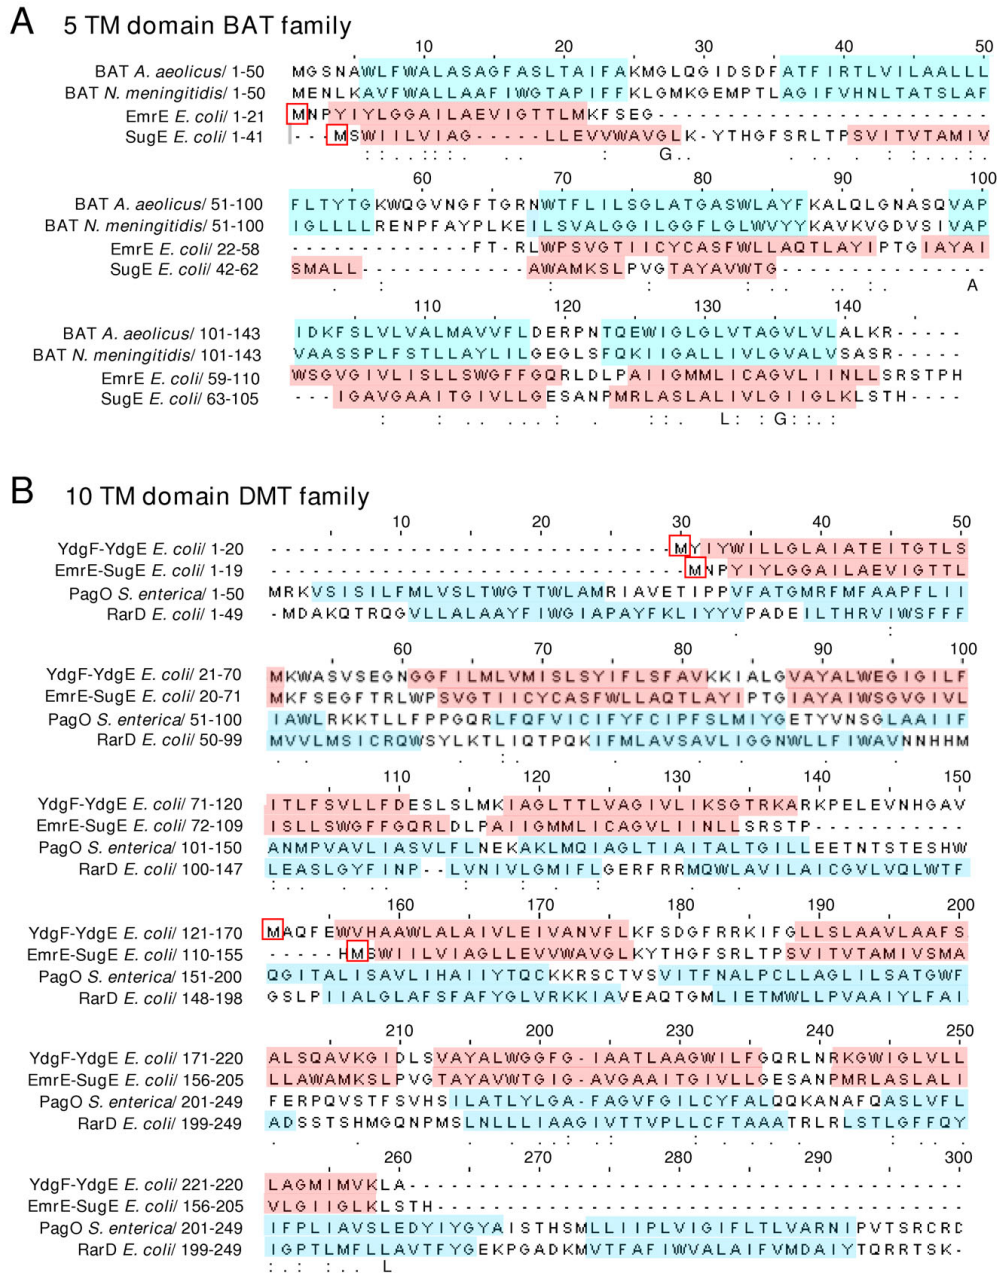 A 5 TM domain BAT family
10 20 30 40 50
BAT A. aeolicus/ 1-50 MGSNAWLFWALASAGFASLTAIFAKMGLQGIDSDFATFIRTLVILAALLL
BAT N. meningitidis/ 1-50 MENLKAVFWALLAAFIWGTAPIFFKLGMKGEMPTLAGIFVHNLTATSLAF
EmrE E. coli/ 1-21 MNPYIYLGGAILAEVIGTTLMKFSEG
SugE E. coli/ 1-41 - - - MSWIILVIAG- - - - - LLEVVWAVGLK-YTHGFSRLTPSVITVTAMIV
G
60 70 80 90 100
BAT A. aeolicus/ 51-100 FLTYTGKWQGVNGFTGRNWTFLILSGLATGASWLAYFKALQLGNASQVAP
BAT N. meningitidis/ 51-100 IGLLLLRENPFAYPLKEILSVALGGILGGFLGLWVYYKAVKVGDVSIVAP
EmrE E. coli/ 22-58 - - - - - - - - - - - - - FT-RLWPSVGTIICYCASFWLLAQTLAYIPTGIAYAI
SugE E. coli/ 42-62 SMALL- - - - - - - - - - - - AWAMKSLPVGTAYAVWTG- - - - - - - - - - - - - - -
A
110 120 130 140
BAT A. aeolicus/ 101-143 IDKFSLVLVALMAVVFLDERPNTQEWIGLGLVTAGVLVLALKR- - - - -
BAT N. meningitidis/ 101-143 VAASSPLFSTLLAYLILGEGLSFQKIIGALLIVLGVALVSASR- - - - -
EmrE E. coli/ 59-110 WSGVGIVLISLLSWGFFGQRLDLPAIIGMMLICAGVLIINLLSRSTPH
SugE E. coli/ 63-105 - - - IGAVGAAITGIVLLGESANPMRLASLALIVLGIIGLKLSTH- - - -
L G
B 10 TM domain DMT family
10 20 30 40 50
YdgF-YdgE E. coli/ 1-20 - - - - - - - - - - - - - - - - - - - - - - - - - - - - - MYIYWILLGLAIATEITGTLS
EmrE-SugE E. coli/ 1-19 - - - - - - - - - - - - - - - - - - - - - - - - - - - - - - MNPYIYLGGAILAEVIGTTL
PagO S. enterica/ 1-50 MRKVSISILFMLVSLTWGTTWLAMRIAVETIPPVFATGMRFMFAAPFLII
RarD E. coli/ 1-49 -MDAKQTRQGVLLALAAYFIWGIAPAYFKLIYYVPADEILTHRVIWSFFF
60 70 80 90 100
YdgF-YdgE E. coli/ 21-70 MKWASVSEGNGGFILMLVMISLSYIFLSFAVKKIALGVAYALWEGIGILF
EmrE-SugE E. coli/ 20-71 MKFSEGFTRLWPSVGTIICYCASFWLLAQTLAYIPTGIAYAIWSGVGIVL
PagO S. enterica/ 51-100 IAWLRKKTLLFPPGQRLFQFVICIFYFCIPFSLMIYGETYVNSGLAAIIF
RarD E. coli/ 50-99 MVVLMSICRQWSYLKTLIQTPQKIFMLAVSAVLIGGNWLLFIWAVNNHHM
110 120 130 140 150
YdgF-YdgE E. coli/ 71-120 ITLFSVLLFDESLSLMKIAGLTTLVAGIVLIKSGTRKARKPELEVNHGAV
EmrE-SugE E. coli/ 72-109 ISLLSWGFFGQRLDLPAIIGMMLICAGVLIINLLSRSTP- - - - - - - - - - -
PagO S. enterica/ 101-150 ANMPVAVLIASVLFLNEKAKLMQIAGLTIAITALTGILLEETNTSTESHW
RarD E. coli/ 100-147 LEASLGYFINP- -LVNIVLGMIFLGERFRRMQWLAVILAICGVLVQLWTF
160 170 180 190 200
YdgF-YdgE E. coli/ 121-170 MAQFEWVHAAWLALAIVLEIVANVFLKFSDGFRRKIFGLLSLAAVLAAFS
EmrE-SugE E. coli/ 110-155 - - - - - HMSWIILVIAGLLEVVWAVGLKYTHGFSRLTPSVITVTAMIVSMA
PagO S. enterica/ 151-200 QGITALISAVLIHAIIYTQCKKRSCTVSVITFNALPCLLAGLILSATGWF
RarD E. coli/ 148-198 GSLPIIALGLAFSFAFYGLVRKKIAVEAQTGMLIETMWLLPVAAIYLFAI
210 220 230 240 250
YdgF-YdgE E. coli/ 171-220 ALSQAVKGIDLSVAYALWGGFG-IAATLAAGWILFGQRLNRKGWIGLVLL
EmrE-SugE E. coli/ 156-205 LLAWAMKSLPVGTAYAVWTGIG-AVGAAITGIVLLGESANPMRLASLALI
PagO S. enterica/ 201-249 FERPQVSTFSVHSILATLYLGA-FAGVFGILCYFALQQKANAFQASLVFL
RarD E. coli/ 199-249 ADSSTSHMGQNPMSLNLLLIAAGIVTTVPLLCFTAAATRLRLSTLGFFQY
260 270 280 290 300
YdgF-YdgE E. coli/ 221-220 LAGMIMVKLA- - - - - - - - - - - - - - - - - - - - - - - - - - - - - - - - - - - - - - - -
EmrE-SugE E. coli/ 156-205 VLGIIGLKLSTH- - - - - - - - - - - - - - - - - - - - - - - - - - - - - - - - - - - - - -
PagO S. enterica/ 201-249 IFPLIAVSLEDYIYGYAISTHSMLLIIPLVIGIFLTLVARNIPVTSRCRD
RarD E. coli/ 199-249 IGPTLMFLLAVTFYGEKPGADKMVTFAFIWVALAIFVMDAIYTQRRTSK-
L